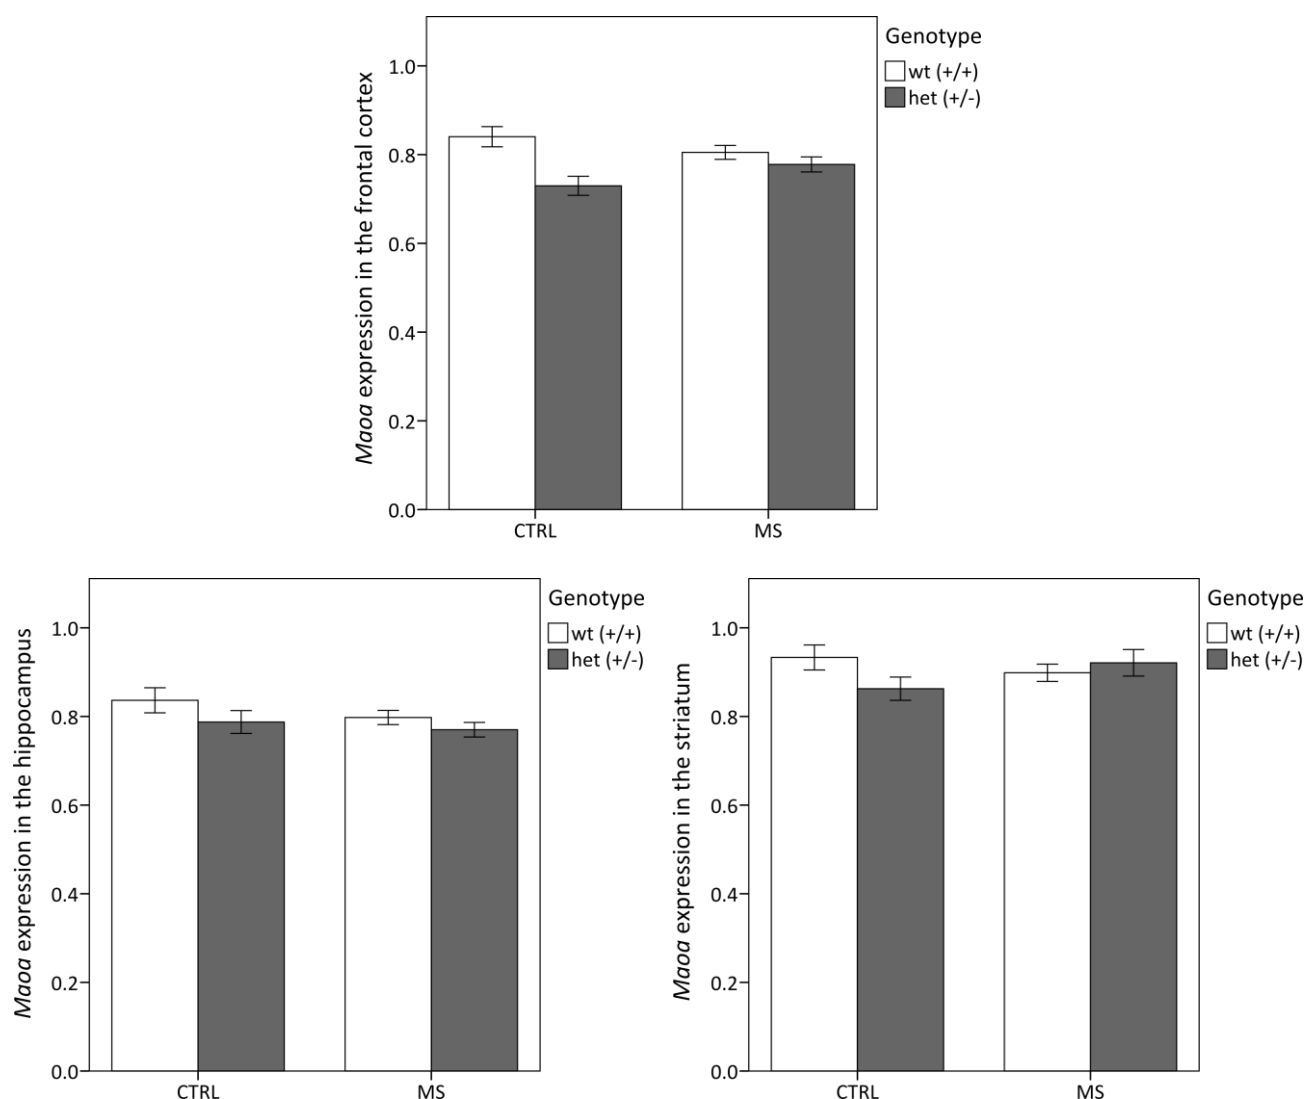 Maoa expression in the frontal cortex
1.0
0.8
0.6
0.4
0.2
0.0
CTRL
MS
Genotype
wt (+/+)
het (+/-)
Maoa expression in the hippocampus
1.0
0.8
0.6
0.4
0.2
0.0
CTRL
MS
Genotype
wt (+/+)
het (+/-)
Maoa expression in the striatum
1.0
0.8
0.6
0.4
0.2
0.0
CTRL
MS
Genotype
wt (+/+)
het (+/-)